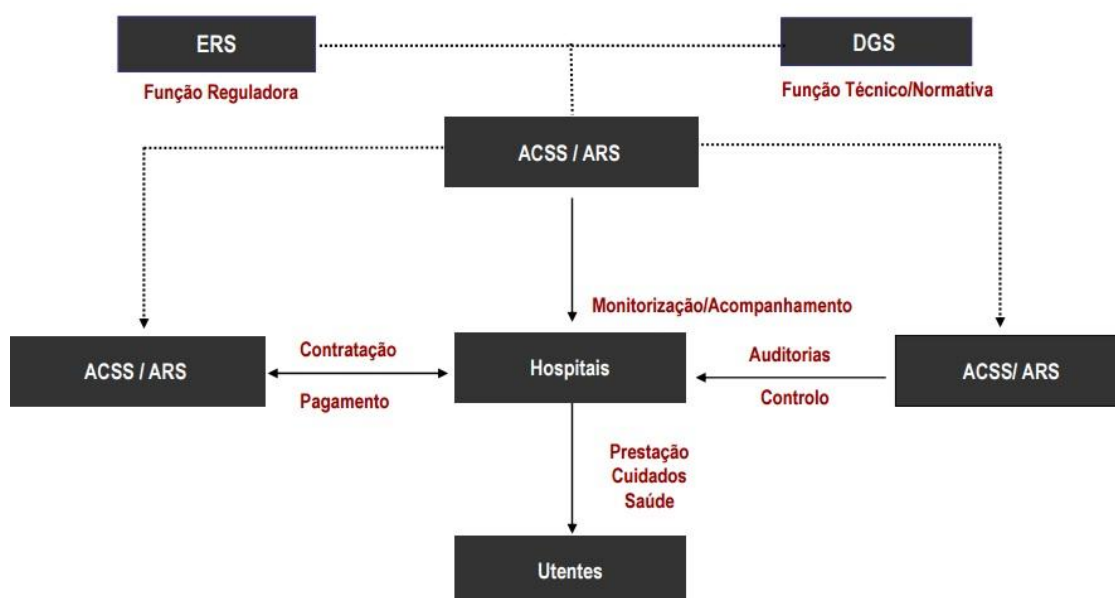 ERS
DGS
Função Reguladora
Função Técnico/Normativa
ACSS / ARS
Monitorização/Acompanhamento
ACSS / ARS
Contratação
Pagamento
Hospitais
Auditorias
Controlo
ACSS/ ARS
Prestação
Cuidados
Saúde
Utentes